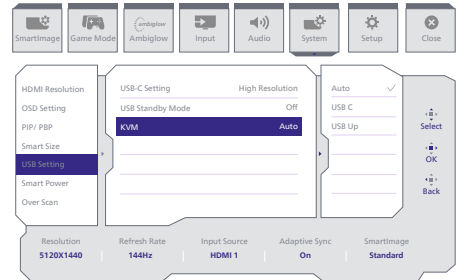 SmartImage Game Mode Ambiglow Input Audio System Setup Close
ambiglow
HDMI Resolution
OSD Setting
PIP/ PBP
Smart Size
USB Setting
Smart Power
Over Scan
USB-C Setting High Resolution
USB Standby Mode Off
KVM Auto
Auto
USB C
USB Up
Select
OK
Back
Resolution Refresh Rate Input Source Adaptive Sync SmartImage
5120X1440 144Hz HDMI 1 On Standard